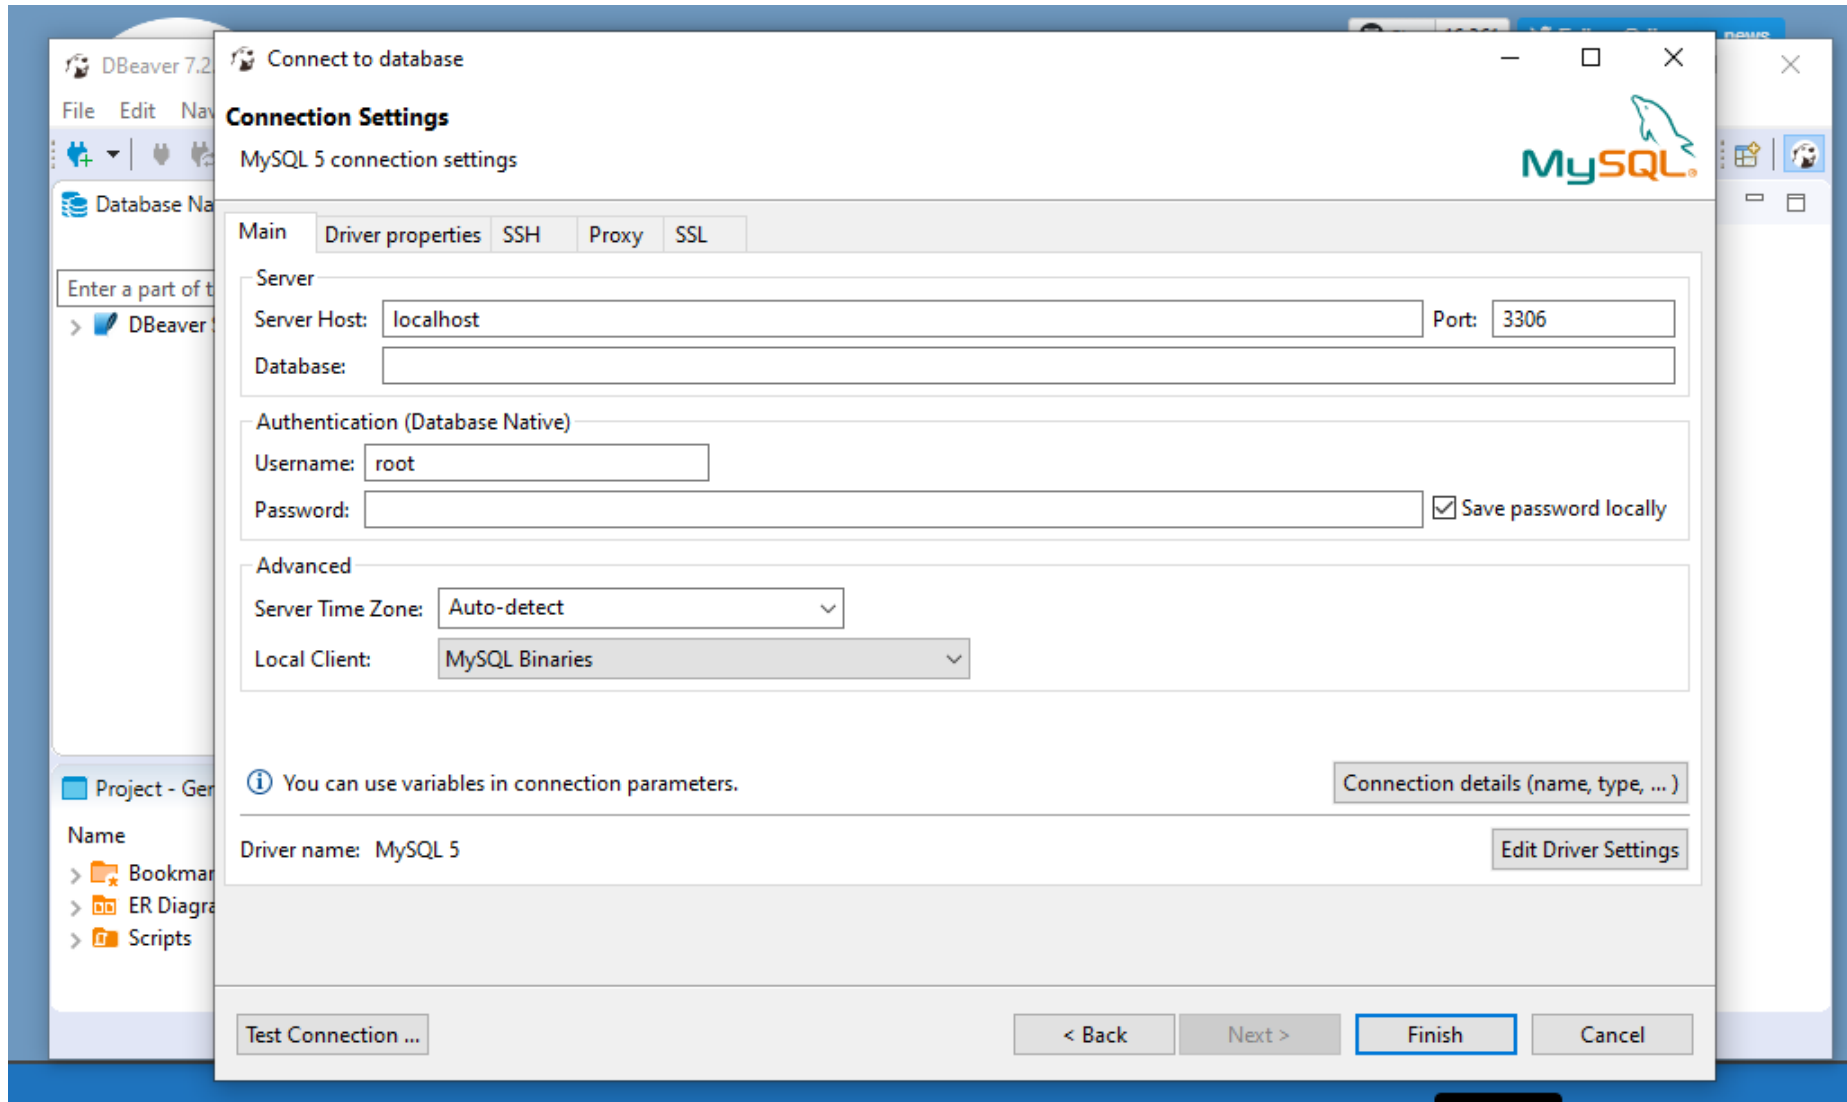 news
DBeaver 7.2
File Edit Nav
Database Na
Enter a part of t
DBeaver
Project - Ger
Name
Bookmar
ER Diagra
Scripts
Connect to database
Connection Settings
MySQL 5 connection settings
MySQL
Main Driver properties SSH Proxy SSL
Server
Server Host: localhost Port: 3306
Database:
Authentication (Database Native)
Username: root
Password: Save password locally
Advanced
Server Time Zone: Auto-detect
Local Client: MySQL Binaries
You can use variables in connection parameters. Connection details (name, type, ... )
Driver name: MySQL 5 Edit Driver Settings
Test Connection ... < Back Next > Finish Cancel